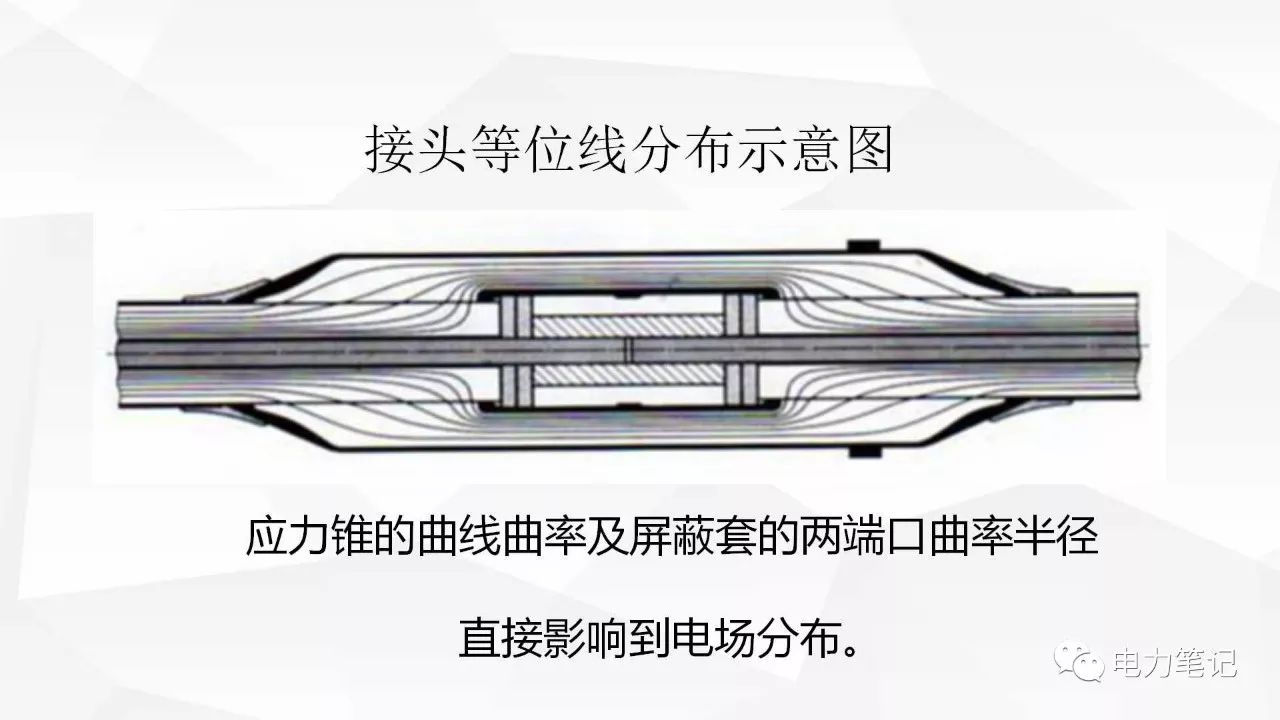 接头等位线分布示意图
应力锥的曲线曲率及屏蔽套的两端口曲率半径
直接影响到电场分布。
电力笔记